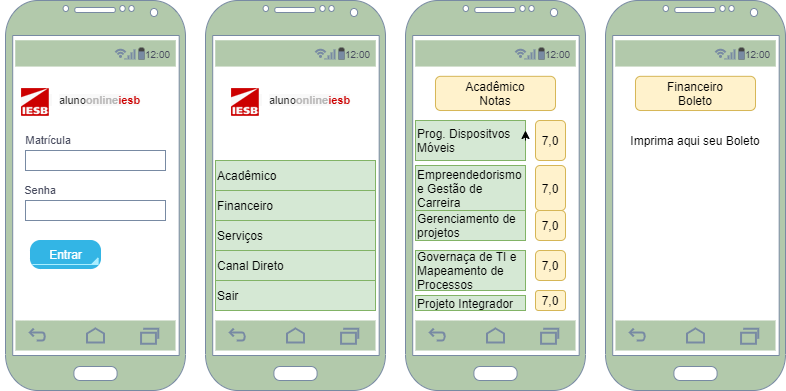 12:00
IESB
alunoonlineiesb
Matrícula
Senha
Entrar
12:00
IESB
alunoonlineiesb
Acadêmico
Financeiro
Serviços
Canal Direto
Sair
12:00
Acadêmico
Notas
Prog. Dispositvos
Móveis
7,0
Empreendedorismo
e Gestão de
Carreira
7,0
Gerenciamento de
projetos
7,0
Governaça de TI e
Mapeamento de
Processos
7,0
Projeto Integrador
7,0
12:00
Financeiro
Boleto
Imprima aqui seu Boleto